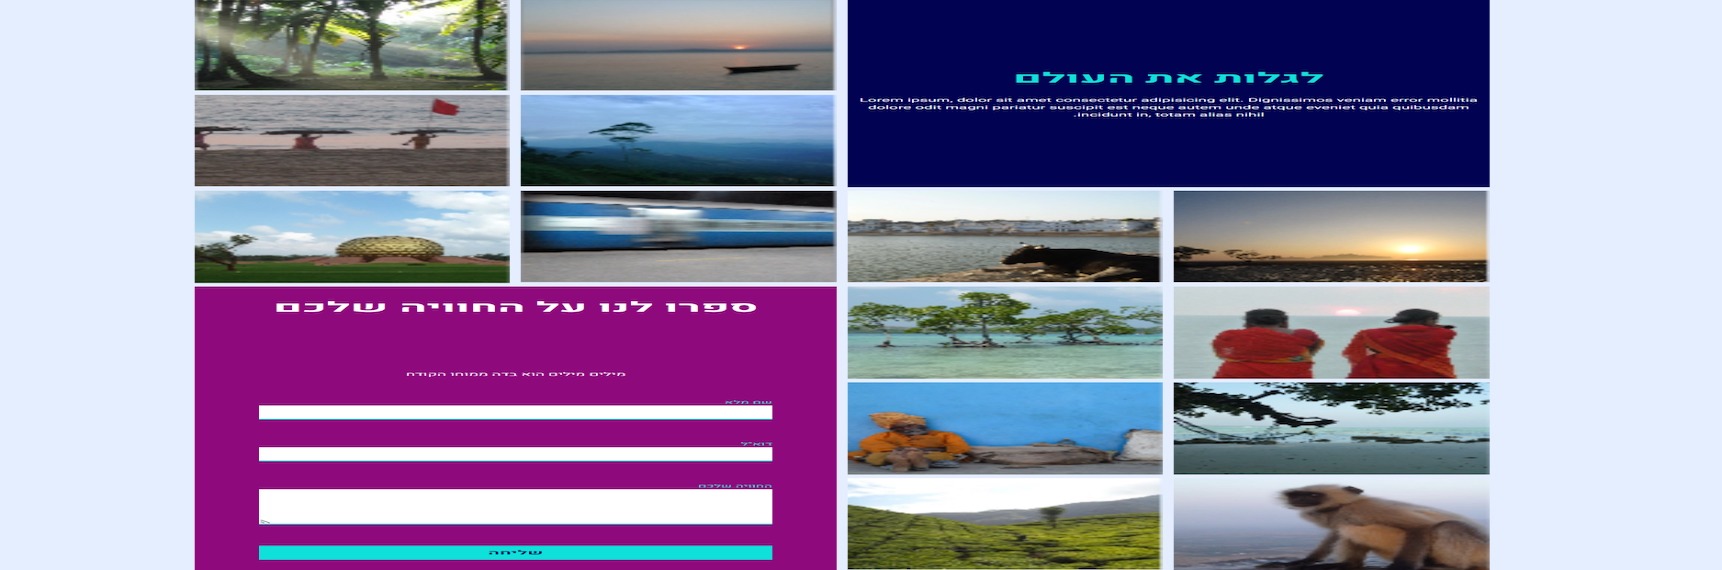 לגלות את העולם
Lorem ipsum, dolor sit amet consectetur adipisicing elit. Dignissimos veniam error mollitia
dolore odit magni pariatur suscipit est neque autem unde atque eveniet quia quibusdam
.incidunt in, totam alias nihil
ספרו לנו על החוויה שלכם
מילים מילים הוא בדה ממוחו הקודח
שם מלא
דוא"ל
החוויה שלכם
שליחה